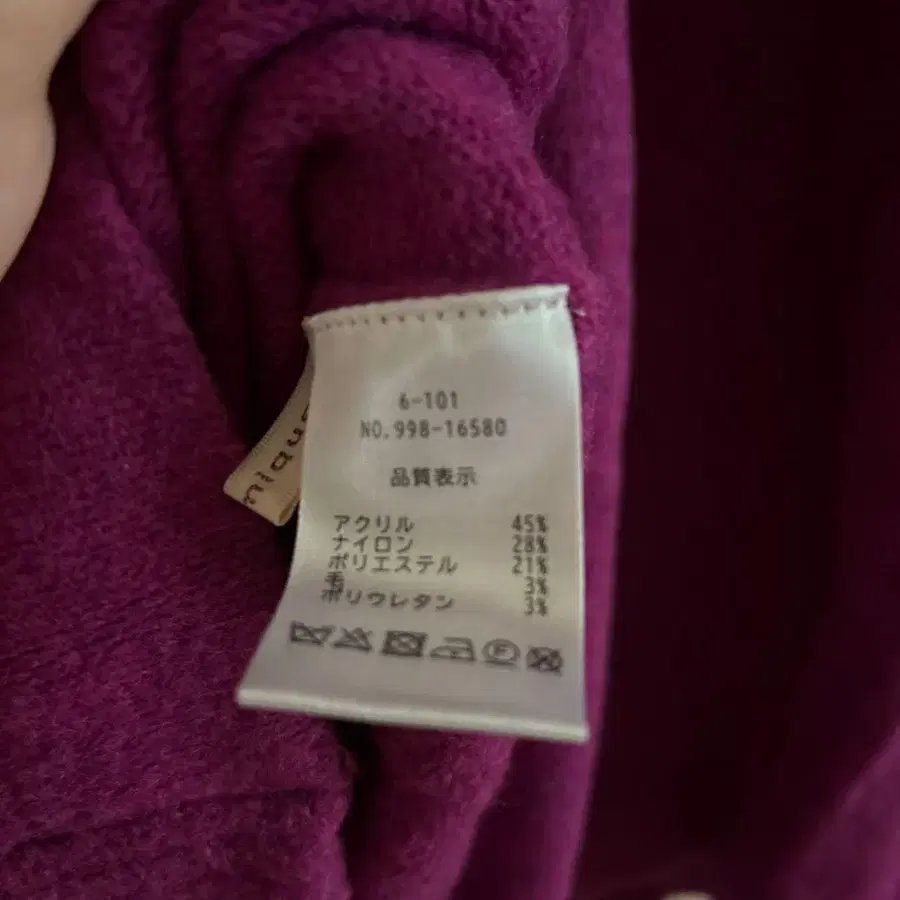 6-101
NO.998-16580
品質表示
アクリル 45%
ナイロン 28%
ポリエステル 21%
毛 3%
ポリウレタン 3%
F